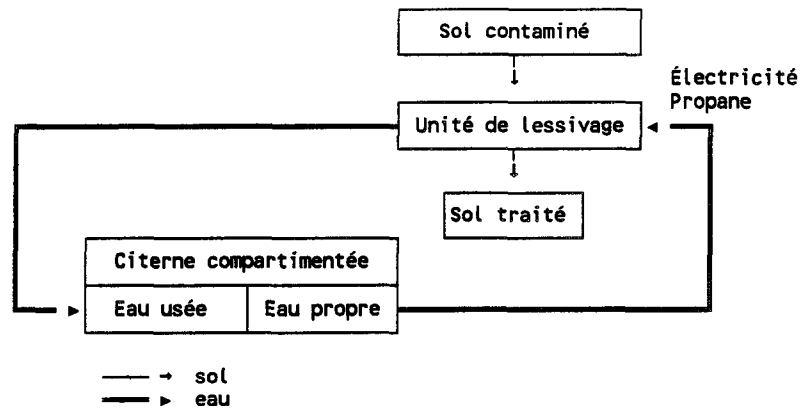 Sol contaminé
Électricité
Propane
Unité de lessivage
Sol traité
Citerne compartimentée
Eau usée
Eau propre
sol
eau